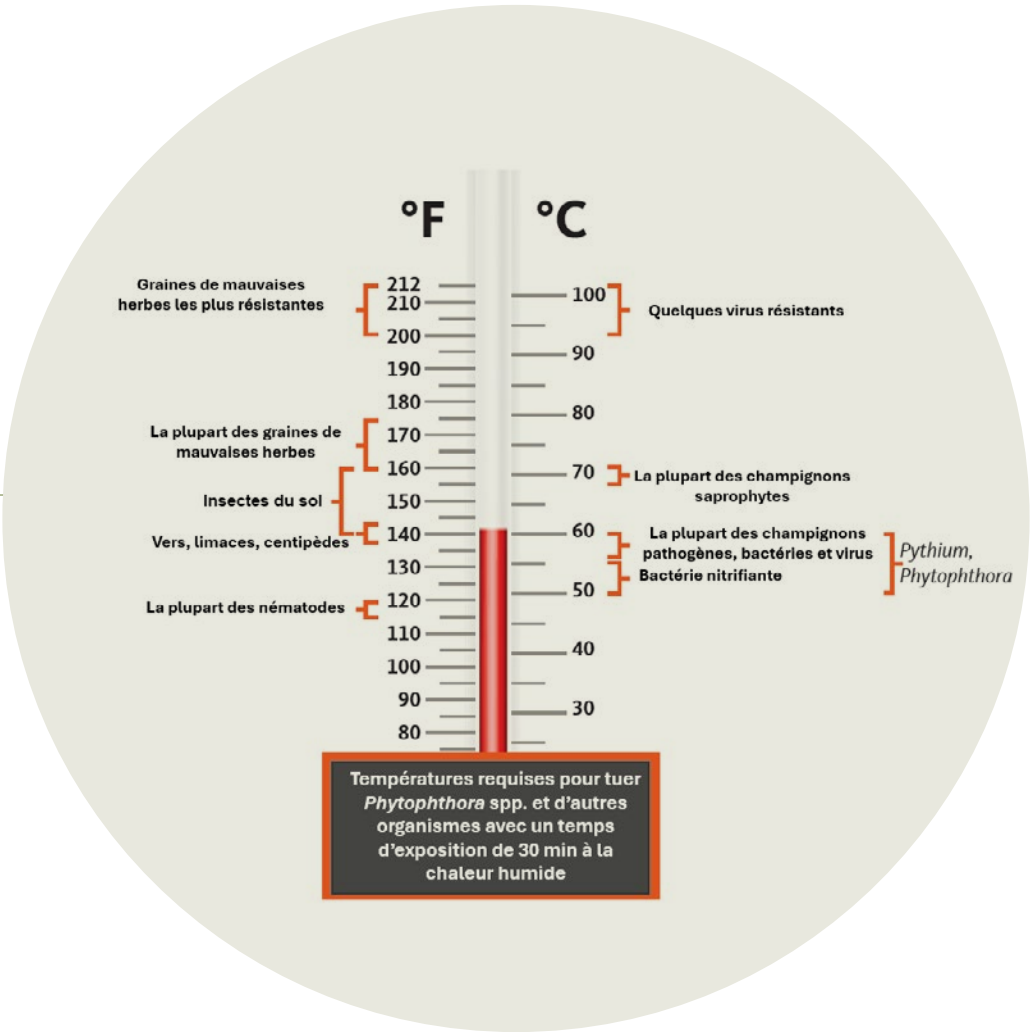 °F
°C
Graines de mauvaises
herbes les plus résistantes
La plupart des graines de
mauvaises herbes
Insectes du sol
Vers, limaces, centipèdes
La plupart des nématodes
212
210
200
190
180
170
160
150
140
130
120
110
100
90
80
100
90
80
70
60
50
40
30
Quelques virus résistants
La plupart des champignons
saprophytes
La plupart des champignons
pathogènes, bactéries et virus
Bactérie nitrifiante
Pythium,
Phytophthora
Températures requises pour tuer
Phytophthora spp. et d’autres
organismes avec un temps
d’exposition de 30 min à la
chaleur humide